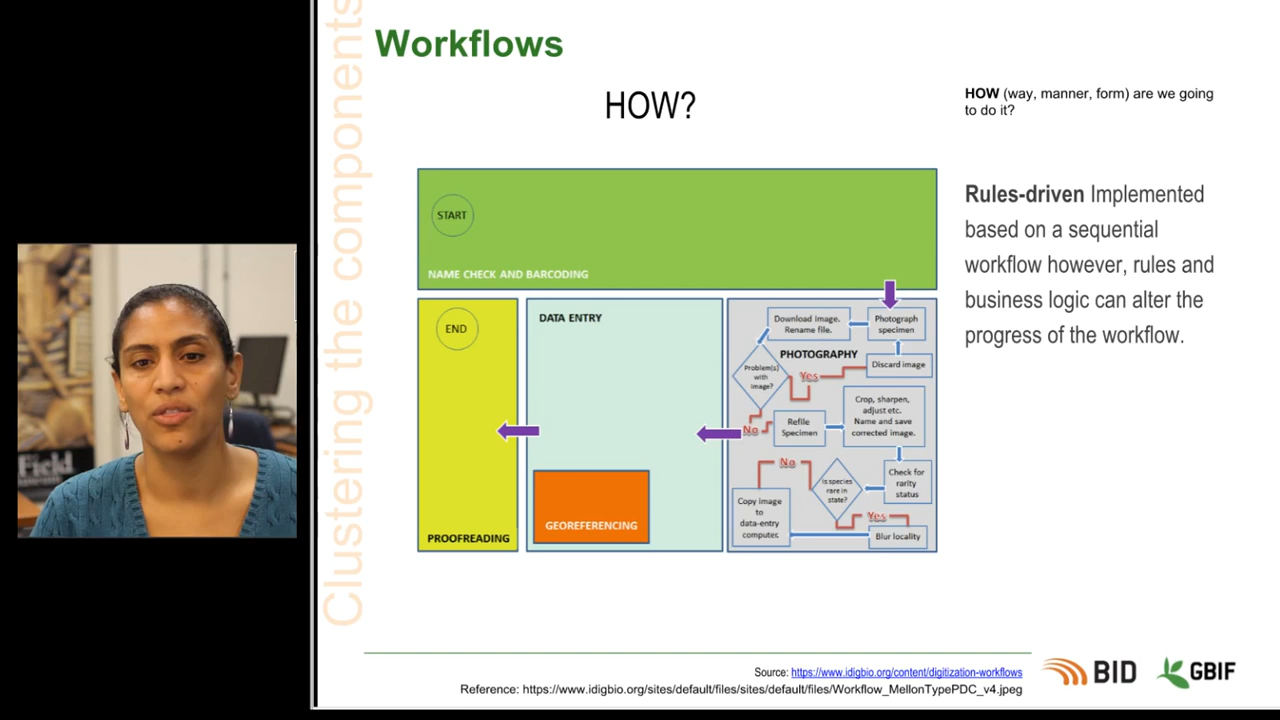 Clustering the components
Workflows
HOW?
HOW (way, manner, form) are we going
to do it?
Rules-driven Implemented
based on a sequential
workflow however, rules and
business logic can alter the
progress of the workflow.
START
NAME CHECK AND BARCODING
END
PROOFREADING
DATA ENTRY
GEOREFERENCING
Photograph
specimen
Download image.
Rename file.
PHOTOGRAPHY
Discard image
Problem(s)
with
image?
Yes
No
Refile
Specimen
Crop, sharpen,
adjust etc.
Name and save
corrected image.
Check for
rarity
status
Is species
rare in
state?
No
Yes
Blur locality
Copy image
to
data-entry
computer.
Field
Source: https://www.idigbio.org/content/digitization-workflows
Reference: https://www.idigbio.org/sites/default/files/sites/default/files/Workflow_MellonTypePDC_v4.jpeg
BID
GBIF